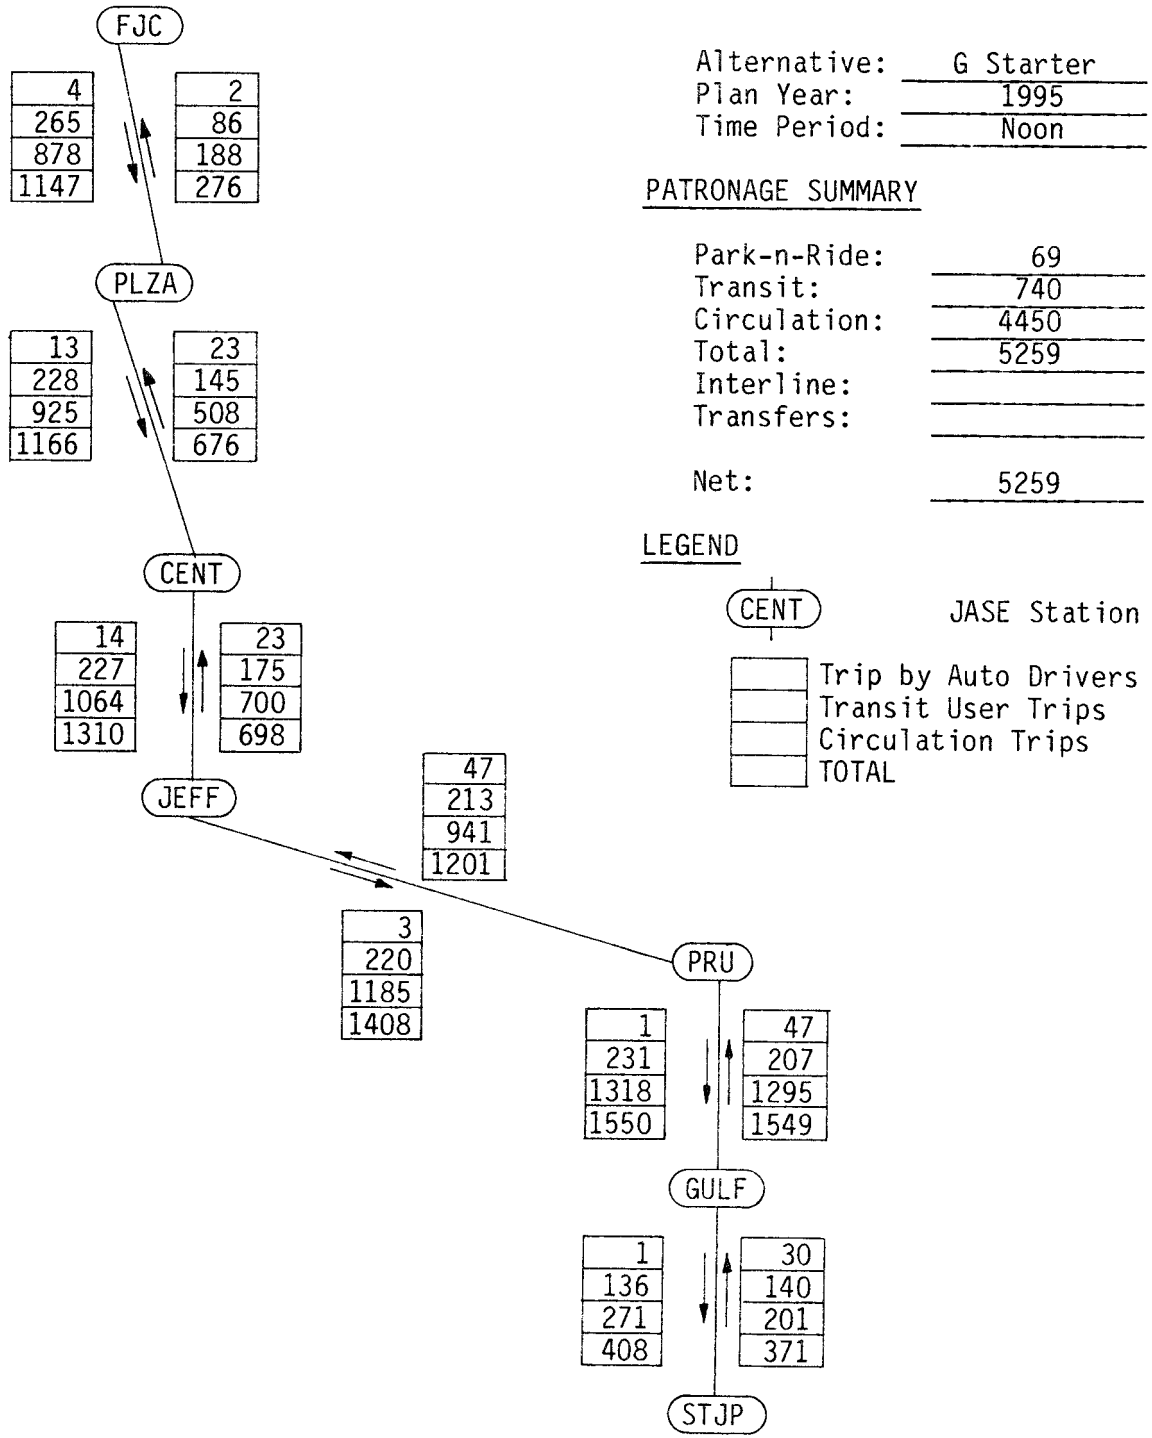 FJC
4
265
878
1147
2
86
188
276
PLZA
13
228
925
1166
23
145
508
676
CENT
14
227
1064
1310
23
175
700
698
JEFF
47
213
941
1201
3
220
1185
1408
PRU
1
231
1318
1550
47
207
1295
1549
GULF
1
136
271
408
30
140
201
371
STJP
Alternative: G Starter
Plan Year: 1995
Time Period: Noon
PATRONAGE SUMMARY
Park-n-Ride: 69
Transit: 740
Circulation: 4450
Total: 5259
Interline:
Transfers:
Net: 5259
LEGEND
CENT JASE Station
Trip by Auto Drivers
Transit User Trips
Circulation Trips
TOTAL